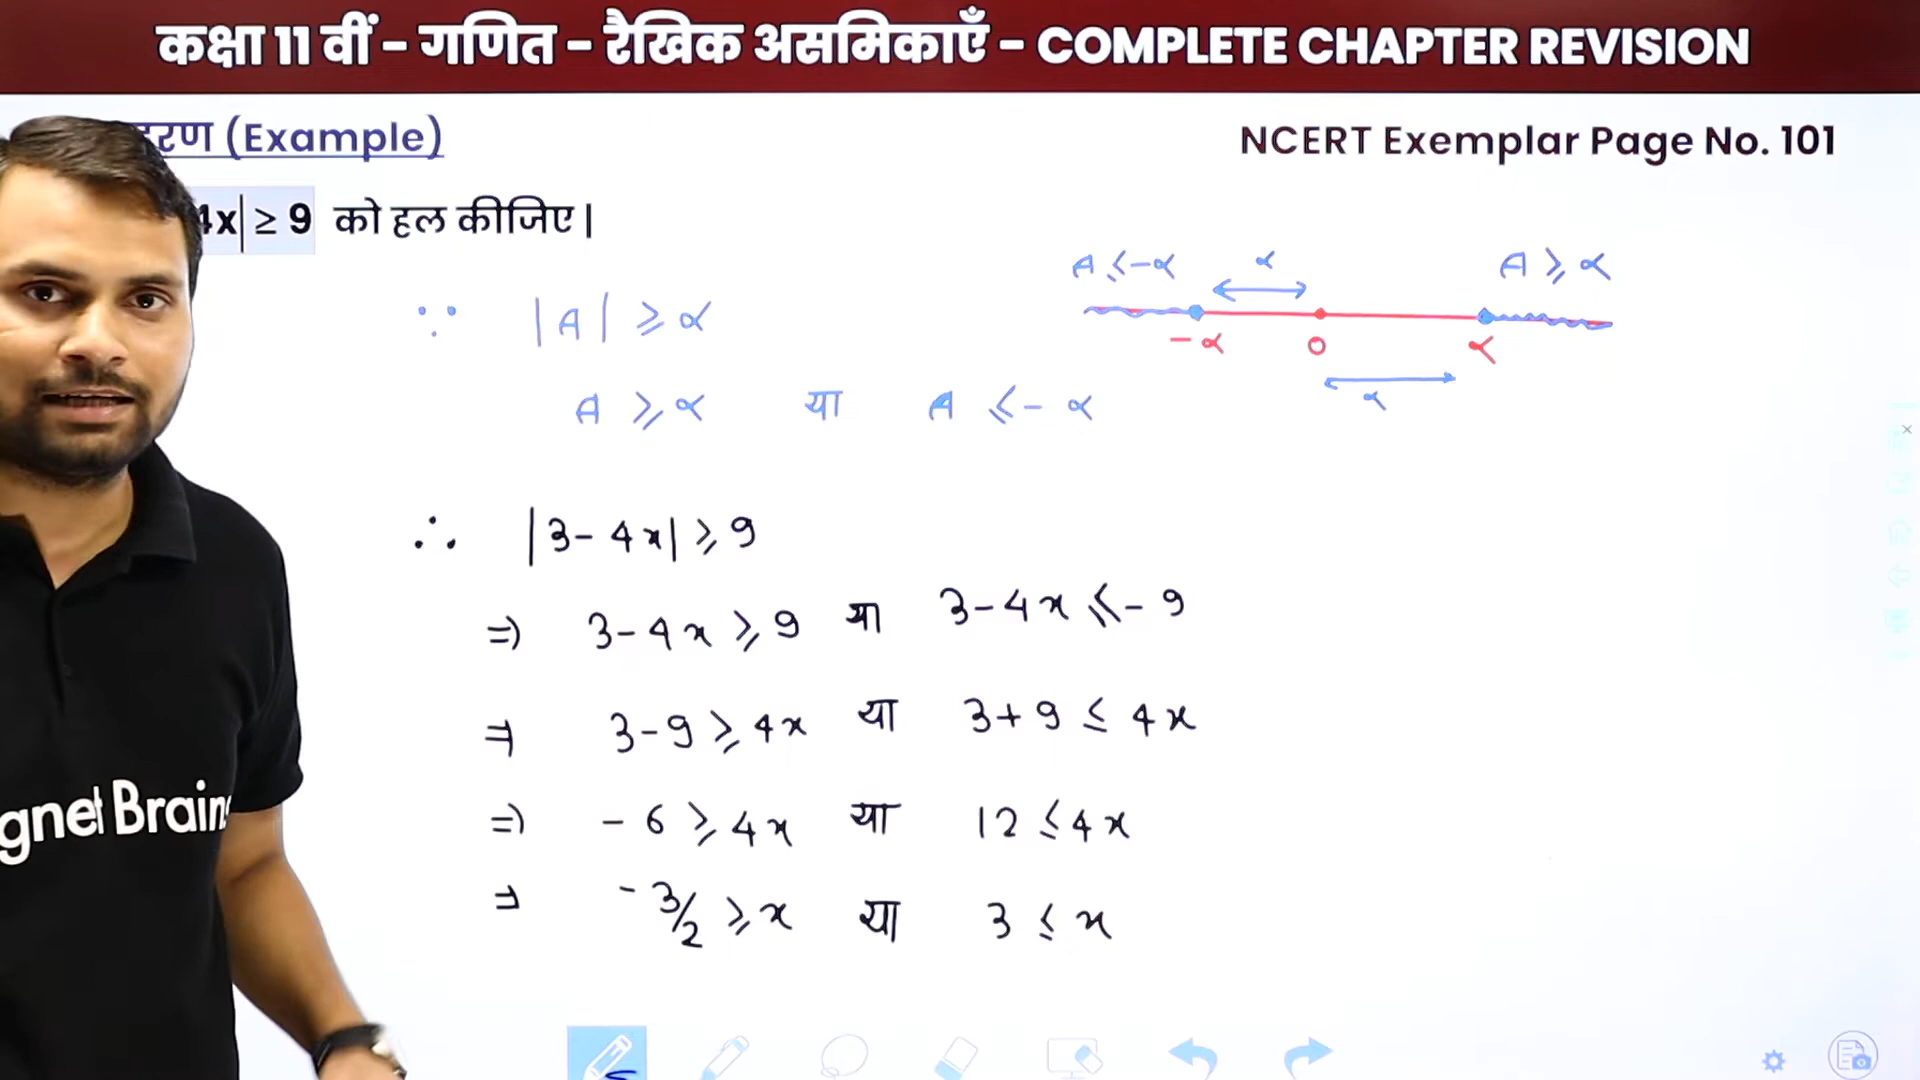 कक्षा 11 वीं – गणित – रैखिक असमिकाएँ – COMPLETE CHAPTER REVISION
(Example)
NCERT Exemplar Page No. 101
4x| ≥ 9 को हल कीजिए।
A ≤ -α α A ≥ α
∵ |A| ≥ α
-α 0 α
α
A ≥ α या A ≤ - α
∴ |3 - 4x| ≥ 9
⇒ 3 - 4x ≥ 9 या 3 - 4x ≤ - 9
⇒ 3 - 9 ≥ 4x या 3 + 9 ≤ 4x
⇒ - 6 ≥ 4x या 12 ≤ 4x
⇒ -3/2 ≥ x या 3 ≤ x
gnet Brains